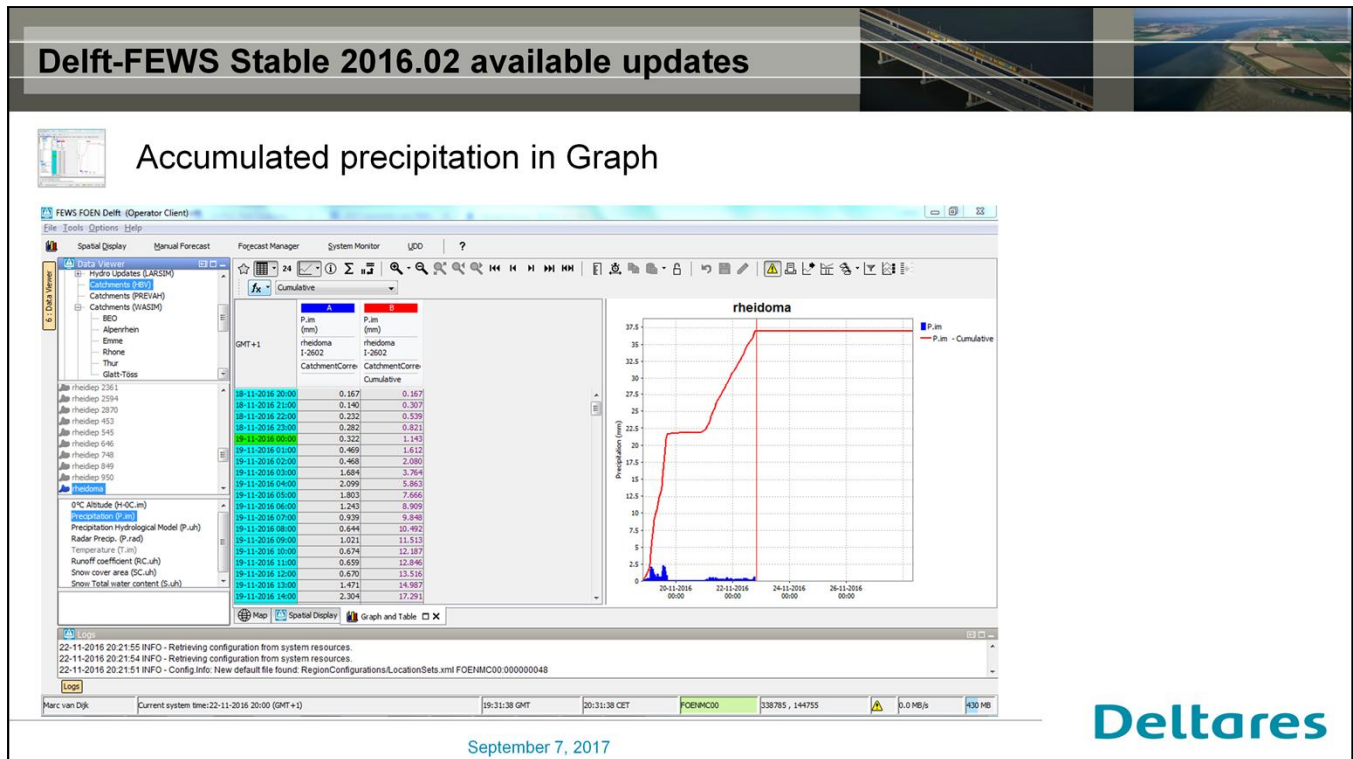 Delft-FEWS Stable 2016.02 available updates
Accumulated precipitation in Graph
FEWS FOEN Delft (Operator Client)
File Tools Options Help
Spatial Display Manual Forecast Forecast Manager System Monitor UDD ?
6 : Data Viewer
Data Viewer
Hydro Updates (LARSIM)
Catchments (HBV)
Catchments (PREVAH)
Catchments (WASIM)
BEO
Alpenrhein
Emme
Rhone
Thur
Glatt-Töss
rheidiep 2361
rheidiep 2594
rheidiep 2870
rheidiep 453
rheidiep 545
rheidiep 646
rheidiep 748
rheidiep 849
rheidiep 950
rheidoma
0°C Altitude (H-0C.im)
Precipitation (P.im)
Precipitation Hydrological Model (P.uh)
Radar Precip. (P.rad)
Temperature (T.im)
Runoff coefficient (RC.uh)
Snow cover area (SC.uh)
Snow Total water content (S.uh)
24
fx Cumulative
A B
P.im P.im
(mm) (mm)
GMT+1 rheidoma rheidoma
I-2602 I-2602
CatchmentCorre CatchmentCorre
Cumulative
18-11-2016 20:00 0.167 0.167
18-11-2016 21:00 0.140 0.307
18-11-2016 22:00 0.232 0.539
18-11-2016 23:00 0.282 0.821
19-11-2016 00:00 0.322 1.143
19-11-2016 01:00 0.469 1.612
19-11-2016 02:00 0.468 2.080
19-11-2016 03:00 1.684 3.764
19-11-2016 04:00 2.099 5.863
19-11-2016 05:00 1.803 7.666
19-11-2016 06:00 1.243 8.909
19-11-2016 07:00 0.939 9.848
19-11-2016 08:00 0.644 10.492
19-11-2016 09:00 1.021 11.513
19-11-2016 10:00 0.674 12.187
19-11-2016 11:00 0.659 12.846
19-11-2016 12:00 0.670 13.516
19-11-2016 13:00 1.471 14.987
19-11-2016 14:00 2.304 17.291
rheidoma
Precipitation (mm)
37.5
35
32.5
30
27.5
25
22.5
20
17.5
15
12.5
10
7.5
5
2.5
0
20-11-2016 22-11-2016 24-11-2016 26-11-2016
00:00 00:00 00:00 00:00
P.im
P.im - Cumulative
Map Spatial Display Graph and Table
Logs
22-11-2016 20:21:55 INFO - Retrieving configuration from system resources.
22-11-2016 20:21:54 INFO - Retrieving configuration from system resources.
22-11-2016 20:21:51 INFO - Config.Info: New default file found: RegionConfigurations/LocationSets.xml FOENMC00:000000048
Logs
Marc van Dijk Current system time:22-11-2016 20:00 (GMT+1) 19:31:38 GMT 20:31:38 CET FOENMC00 338785 , 144755 0.0 MB/s 430 MB
September 7, 2017
Deltares